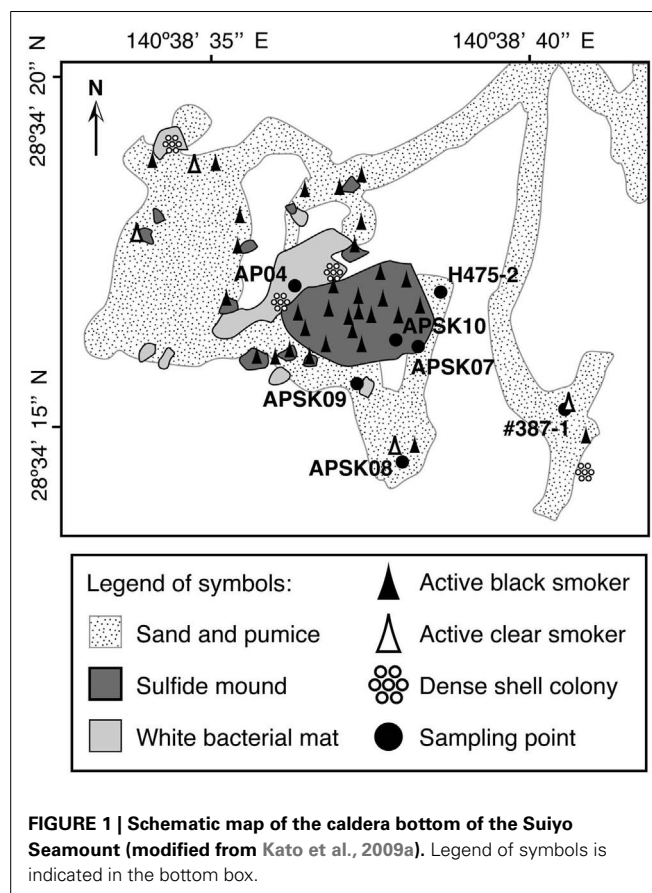 140º38' 35" E
140º38' 40" E
28º34' 20" N
N
AP04
H475-2
APSK10
APSK07
APSK09
#387-1
28º34' 15" N
APSK08
Legend of symbols:
Sand and pumice
Sulfide mound
White bacterial mat
Active black smoker
Active clear smoker
Dense shell colony
Sampling point
FIGURE 1 | Schematic map of the caldera bottom of the Suiyo
Seamount (modified from Kato et al., 2009a). Legend of symbols is
indicated in the bottom box.